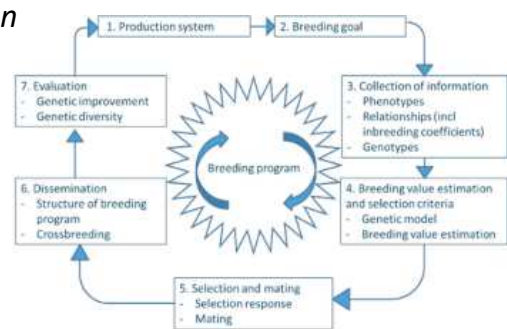 n
1. Production system
2. Breeding goal
3. Collection of information
- Phenotypes
- Relationships (incl
inbreeding coefficients)
- Genotypes
4. Breeding value estimation
and selection criteria
- Genetic model
- Breeding value estimation
5. Selection and mating
- Selection response
- Mating
6. Dissemination
- Structure of breeding
program
- Crossbreeding
7. Evaluation
- Genetic improvement
- Genetic diversity
Breeding program